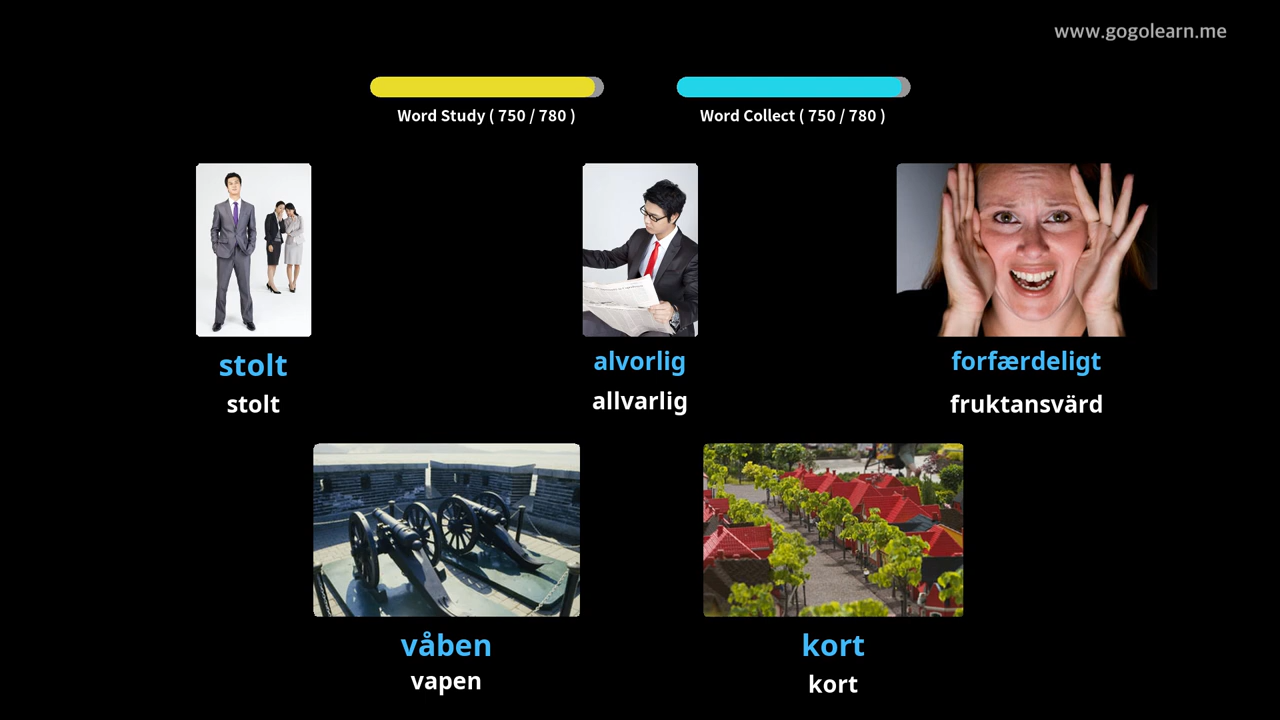 www.gogolearn.me
Word Study ( 750 / 780 )
Word Collect ( 750 / 780 )
stolt
stolt
alvorlig
allvarlig
forfærdeligt
fruktansvärd
våben
vapen
kort
kort